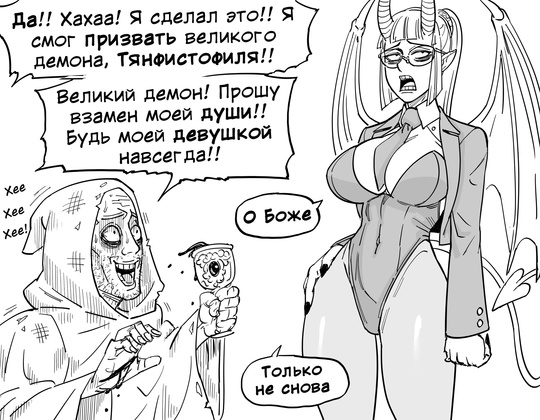 Да!! Хахаа! Я сделал это!! Я
смог призвать великого
демона, Тянфистофиля!!
Великий демон! Прошу
взамен моей души!!
Будь моей девушкой
навсегда!!
Хее
Хее
Хее!
О Боже
Только
не снова